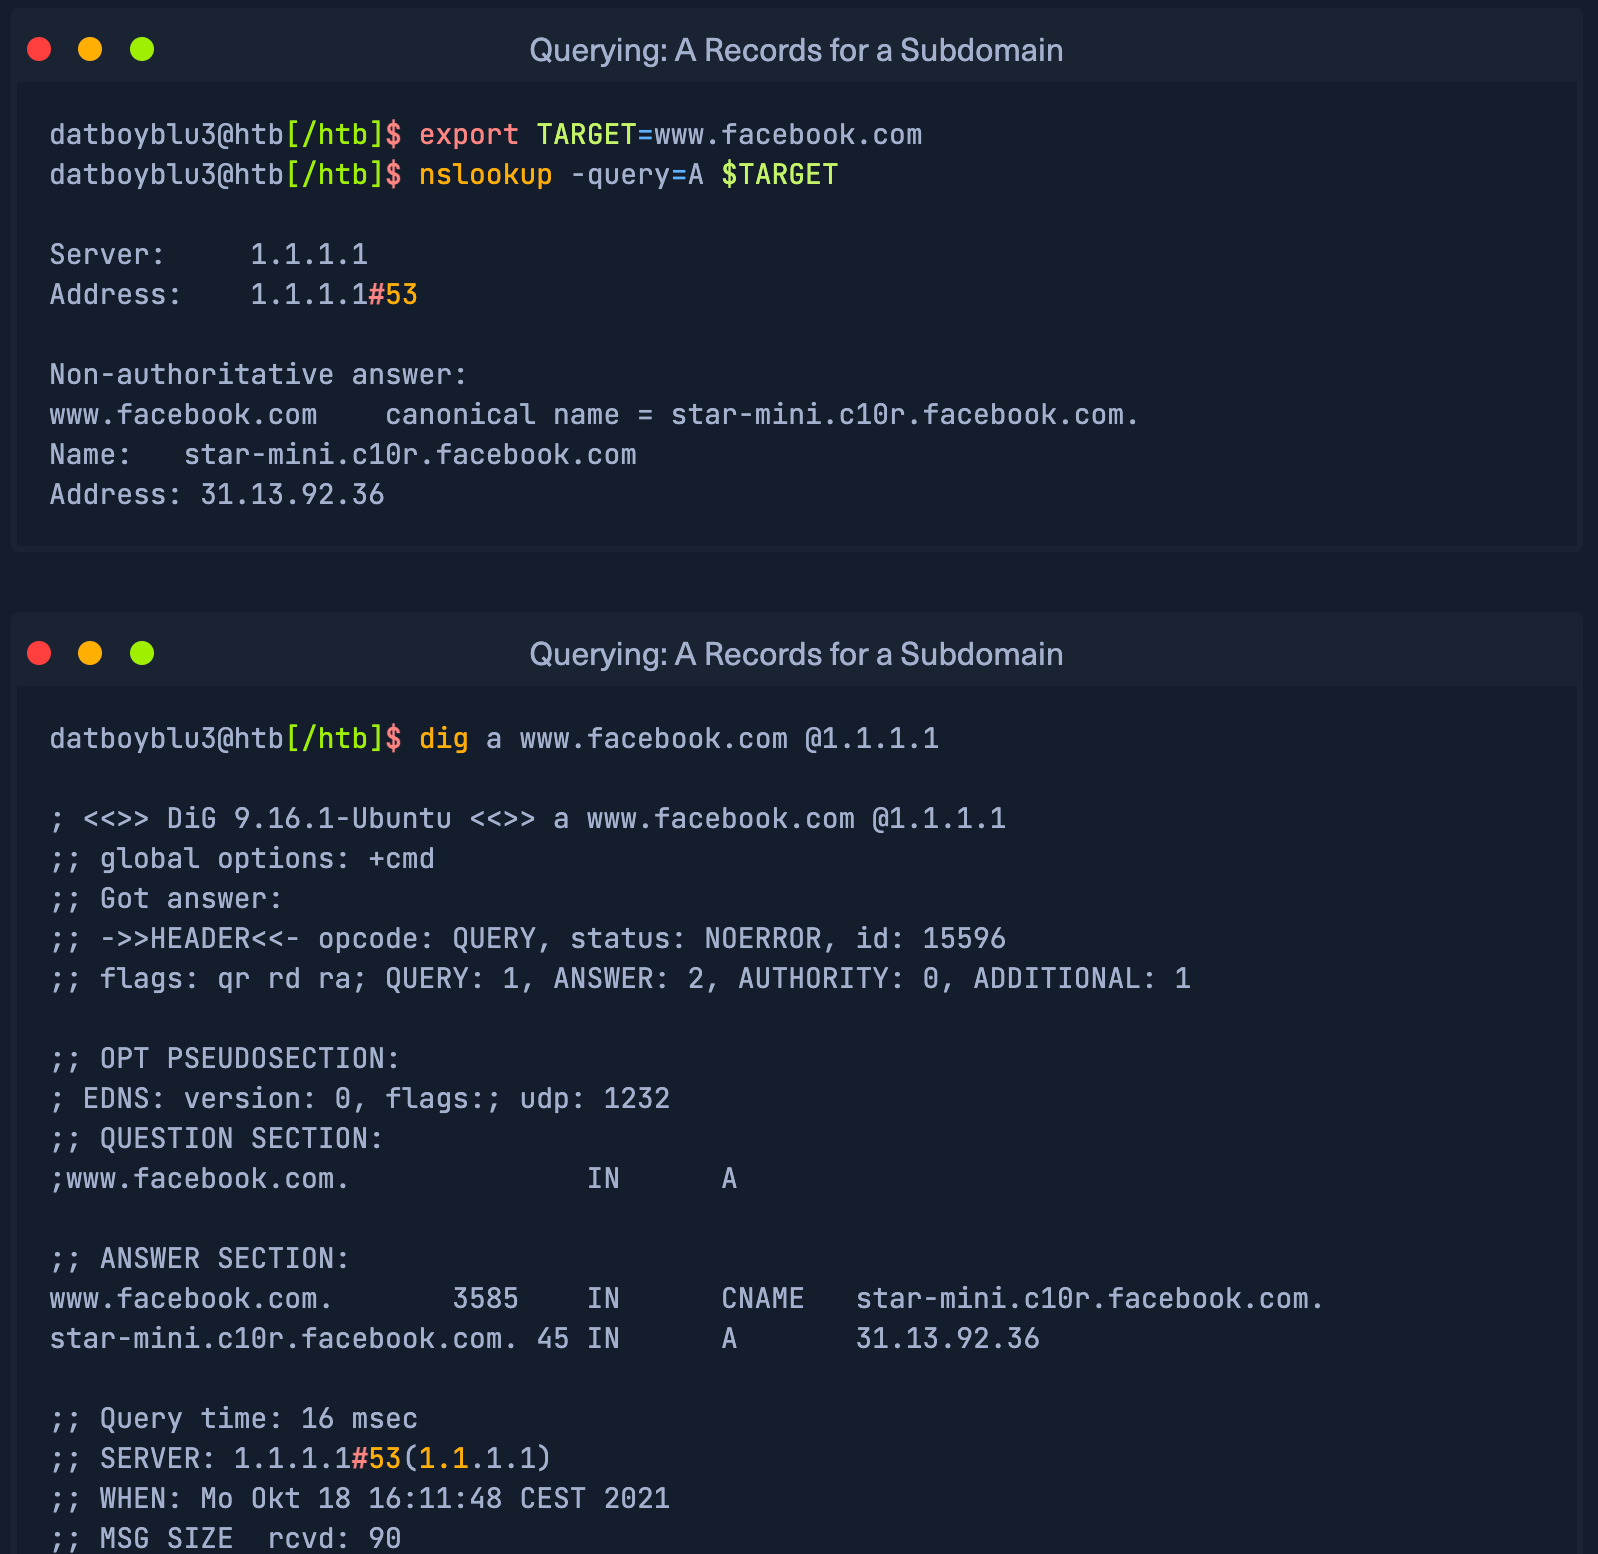 Querying: A Records for a Subdomain
datboyblu3@htb[/htb]$ export TARGET=www.facebook.com
datboyblu3@htb[/htb]$ nslookup -query=A $TARGET
Server:     1.1.1.1
Address:    1.1.1.1#53
Non-authoritative answer:
www.facebook.com    canonical name = star-mini.c10r.facebook.com.
Name:   star-mini.c10r.facebook.com
Address: 31.13.92.36
Querying: A Records for a Subdomain
datboyblu3@htb[/htb]$ dig a www.facebook.com @1.1.1.1
; <<>> DiG 9.16.1-Ubuntu <<>> a www.facebook.com @1.1.1.1
;; global options: +cmd
;; Got answer:
;; ->>HEADER<<- opcode: QUERY, status: NOERROR, id: 15596
;; flags: qr rd ra; QUERY: 1, ANSWER: 2, AUTHORITY: 0, ADDITIONAL: 1
;; OPT PSEUDOSECTION:
; EDNS: version: 0, flags:; udp: 1232
;; QUESTION SECTION:
;www.facebook.com.              IN      A
;; ANSWER SECTION:
www.facebook.com.       3585    IN      CNAME   star-mini.c10r.facebook.com.
star-mini.c10r.facebook.com. 45 IN      A       31.13.92.36
;; Query time: 16 msec
;; SERVER: 1.1.1.1#53(1.1.1.1)
;; WHEN: Mo Okt 18 16:11:48 CEST 2021
;; MSG SIZE  rcvd: 90